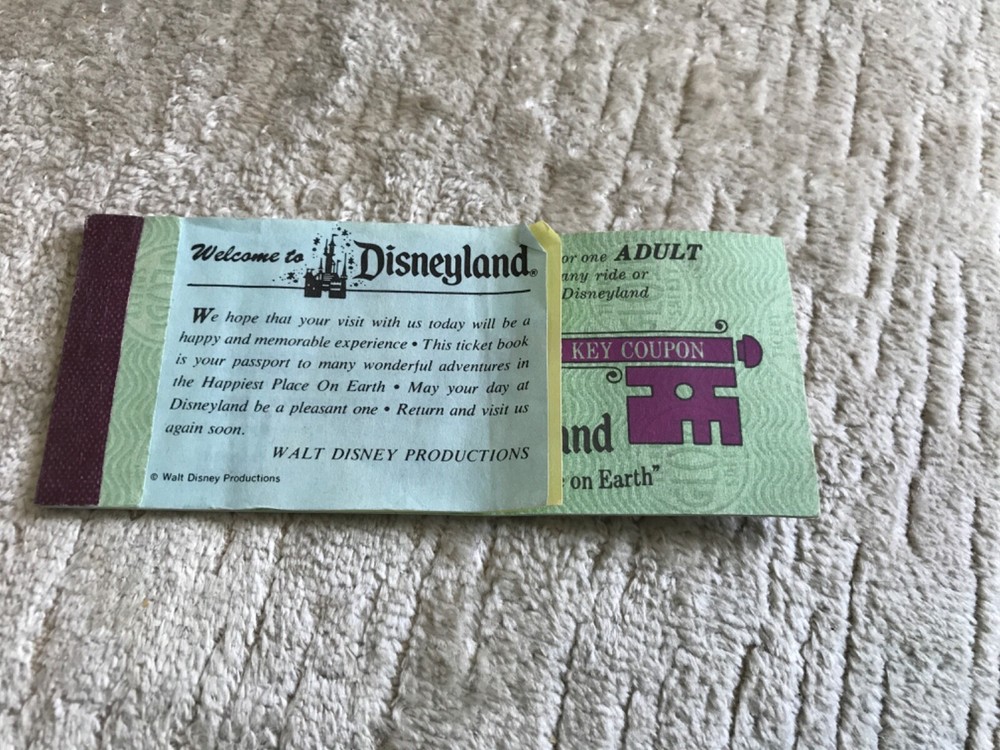 Welcome to Disneyland®
We hope that your visit with us today will be a
happy and memorable experience • This ticket book
is your passport to many wonderful adventures in
the Happiest Place On Earth • May your day at
Disneyland be a pleasant one • Return and visit us
again soon.
WALT DISNEY PRODUCTIONS
© Walt Disney Productions
or one ADULT
any ride or
Disneyland
KEY COUPON
and
on Earth"